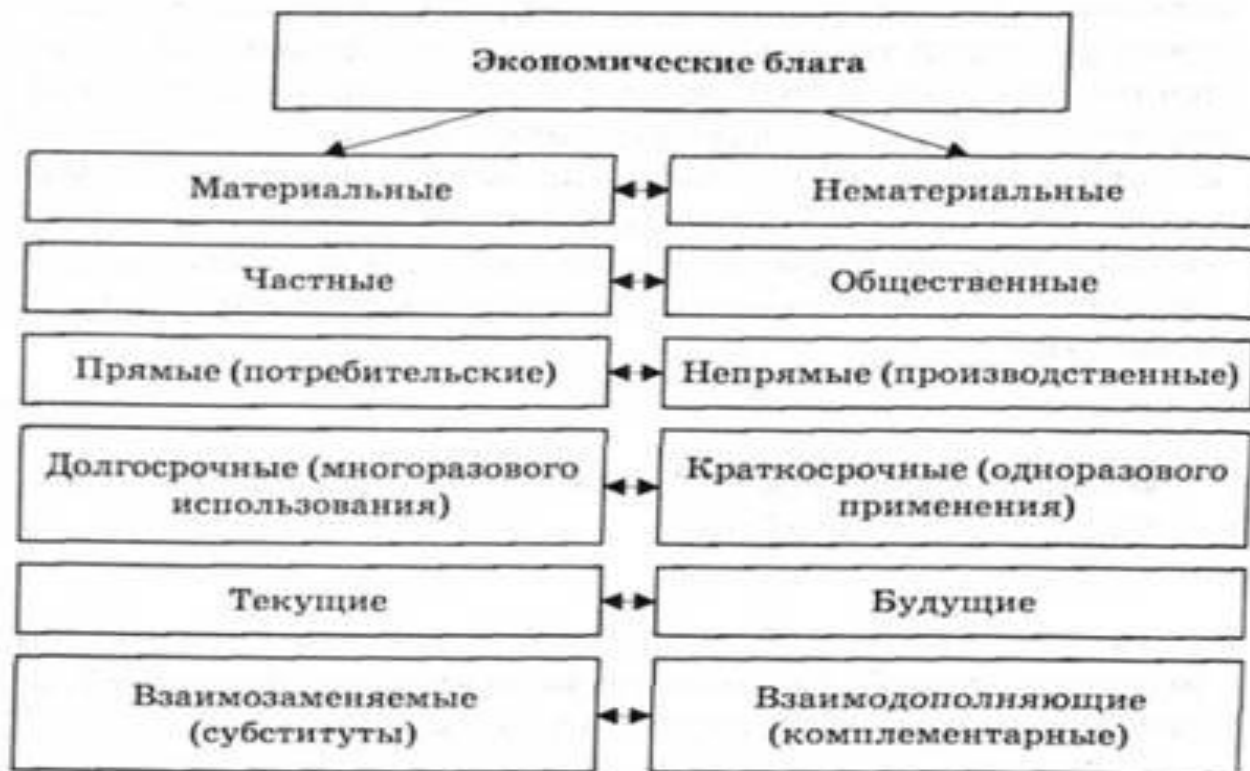 Экономические блага
Материальные
Нематериальные
Частные
Общественные
Прямые (потребительские)
Непрямые (производственные)
Долгосрочные (многоразового
использования)
Краткосрочные (одноразового
применения)
Текущие
Будущие
Взаимозаменяемые
(субституты)
Взаимодополняющие
(комплементарные)